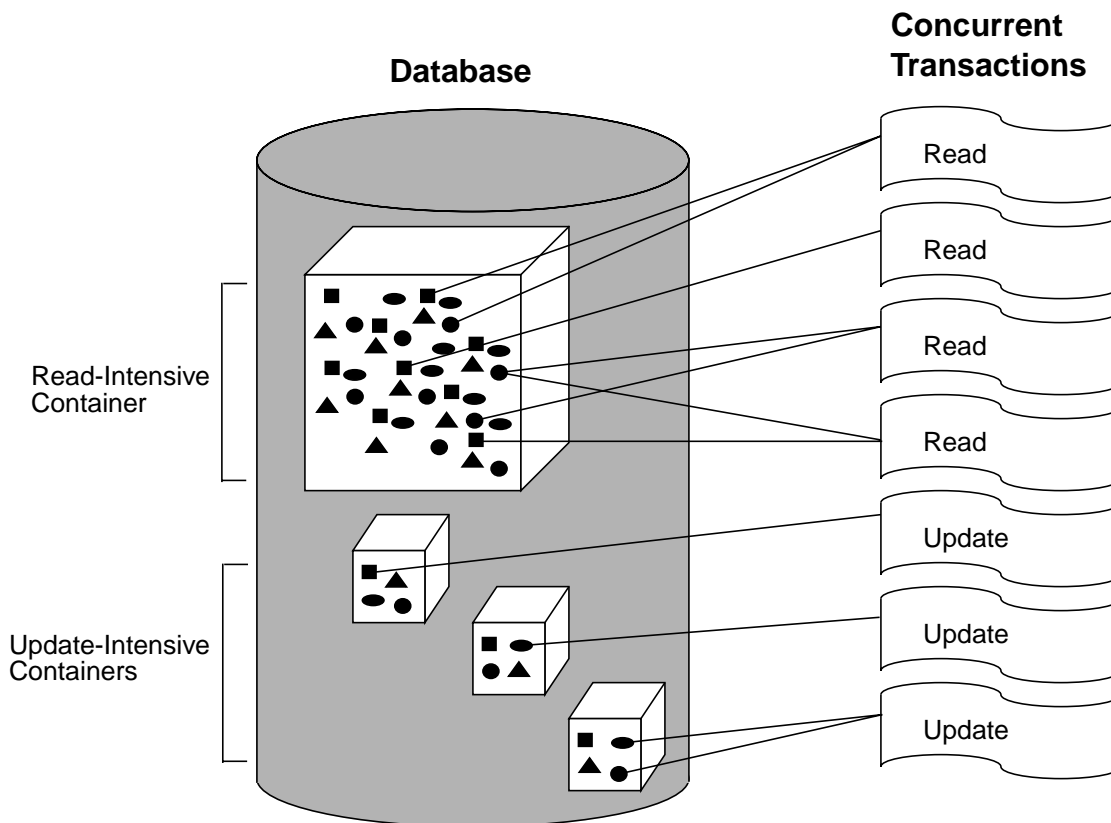 Concurrent
Transactions
Database
Read
Read
Read
Read
Read-Intensive
Container
Update
Update
Update
Update-Intensive
Containers